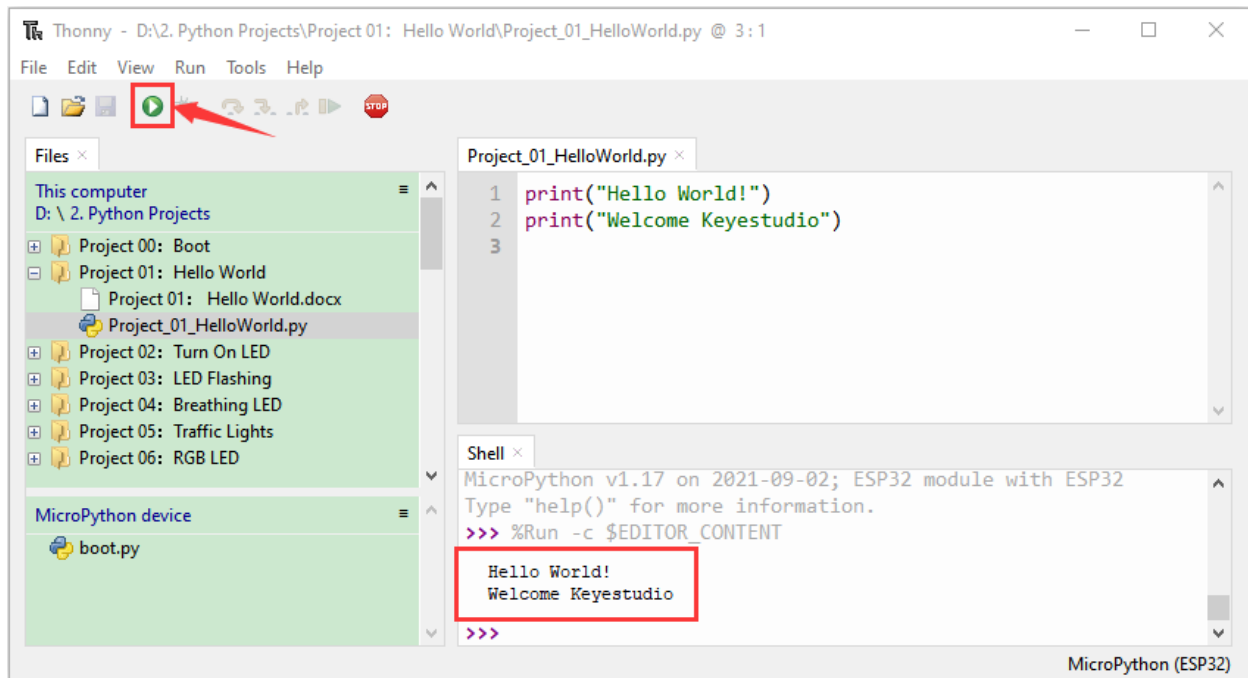 Thonny - D:\2. Python Projects\Project 01： Hello World\Project_01_HelloWorld.py @ 3 : 1
File Edit View Run Tools Help
STOP
Files
This computer
D: \ 2. Python Projects
Project 00：Boot
Project 01：Hello World
Project 01： Hello World.docx
Project_01_HelloWorld.py
Project 02：Turn On LED
Project 03：LED Flashing
Project 04：Breathing LED
Project 05：Traffic Lights
Project 06：RGB LED
MicroPython device
boot.py
Project_01_HelloWorld.py
1 print("Hello World!")
2 print("Welcome Keyestudio")
3
Shell
MicroPython v1.17 on 2021-09-02; ESP32 module with ESP32
Type "help()" for more information.
>>> %Run -c $EDITOR_CONTENT
Hello World!
Welcome Keyestudio
>>>
MicroPython (ESP32)